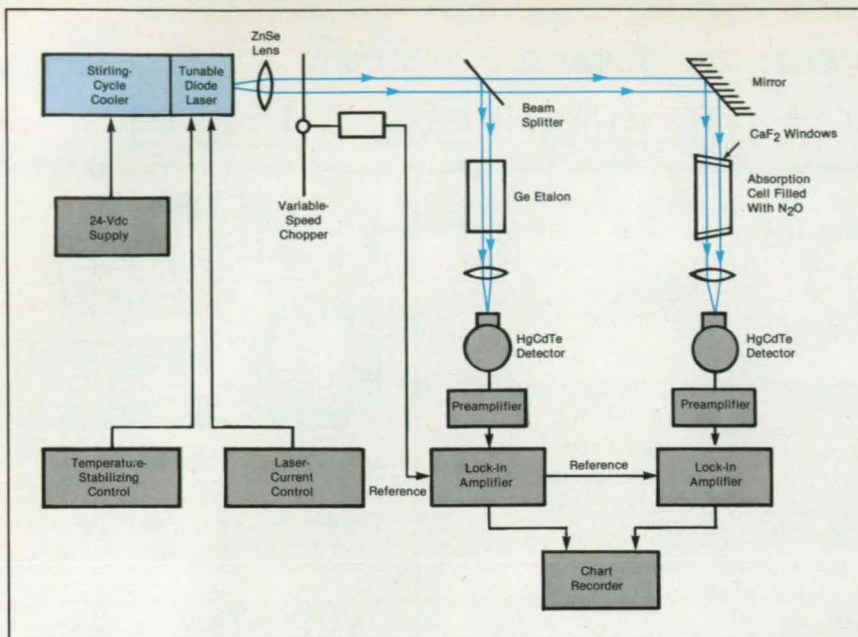 ZnSe
Lens
Stirling-
Cycle
Cooler
Tunable
Diode
Laser
Mirror
Beam
Splitter
CaF2 Windows
24-Vdc
Supply
Variable-
Speed
Chopper
Ge Etalon
Absorption
Cell Filled
With N2O
HgCdTe
Detector
HgCdTe
Detector
Preamplifier
Preamplifier
Temperature-
Stabilizing
Control
Laser-
Current
Control
Reference
Lock-In
Amplifier
Reference
Lock-In
Amplifier
Chart
Recorder